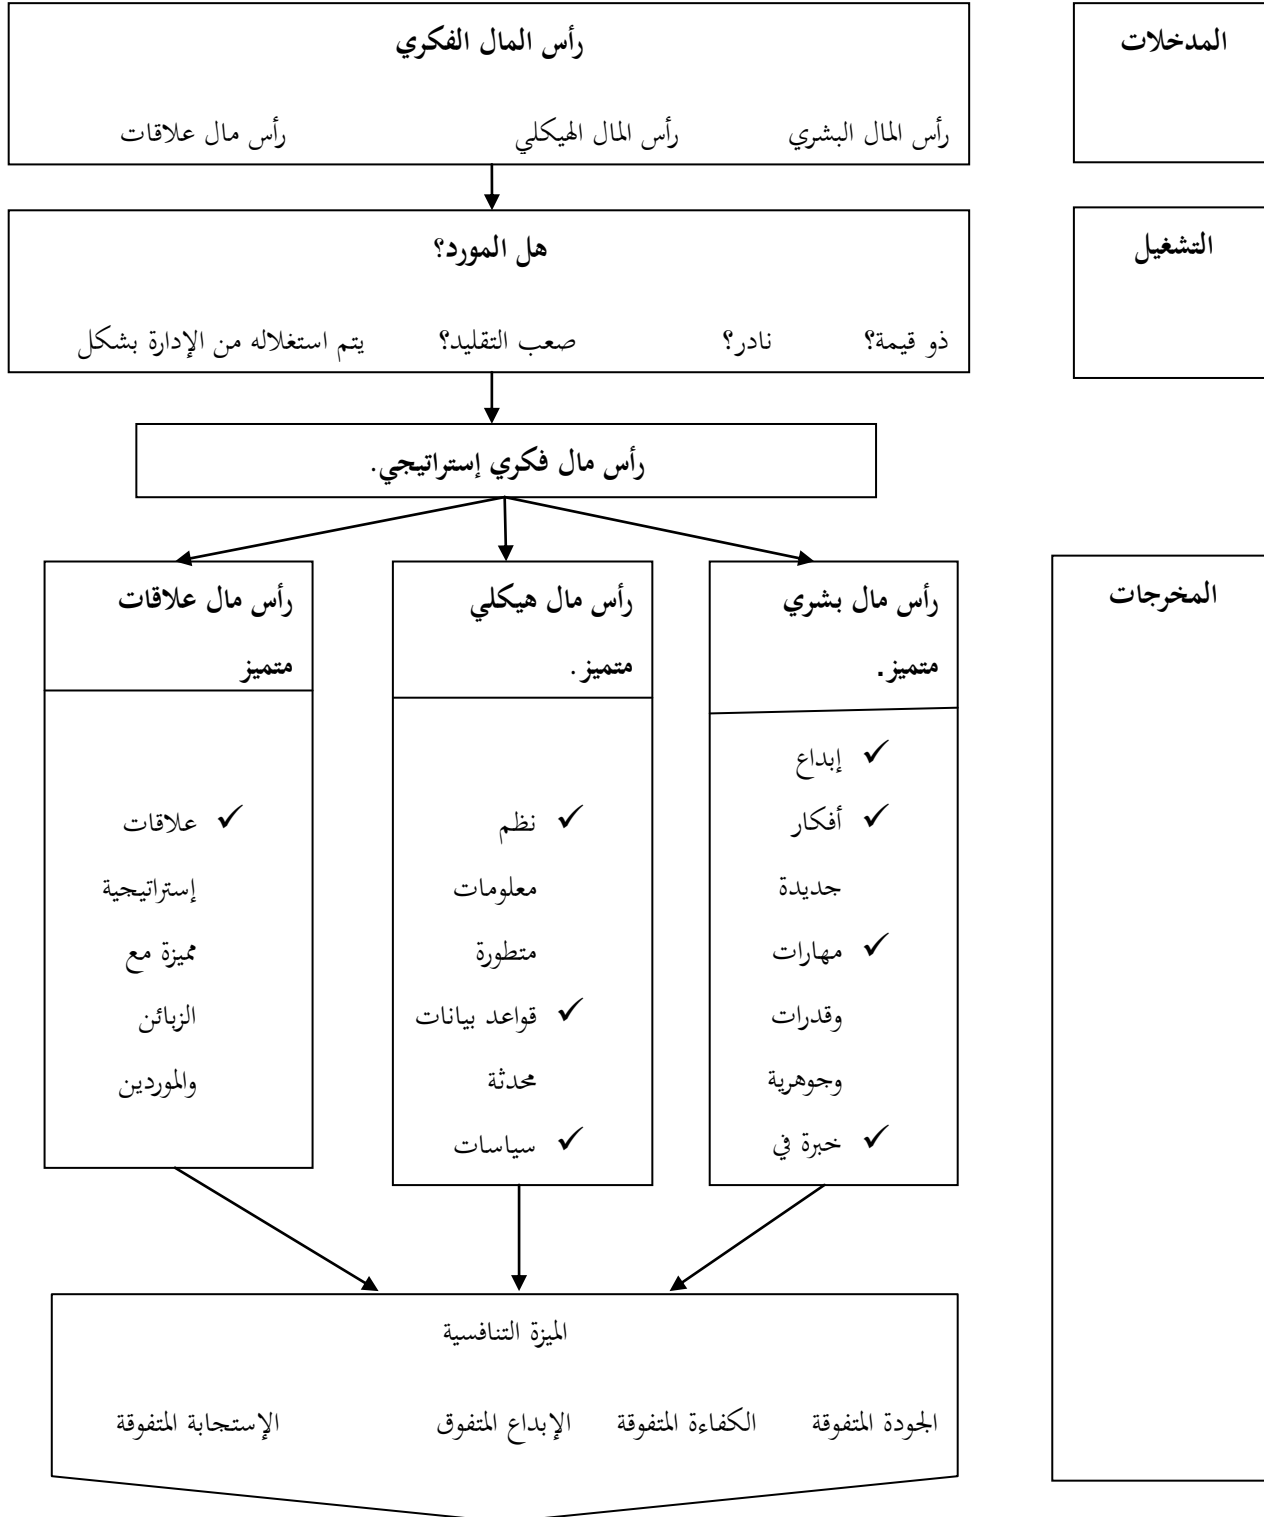 المدخلات
رأس المال الفكري
رأس المال البشري رأس المال الهيكلي رأس مال علاقات
التشغيل
هل المورد؟
ذو قيمة؟ نادر؟ صعب التقليد؟ يتم استغلاله من الإدارة بشكل
رأس مال فكري إستراتيجي.
المخرجات
رأس مال بشري
متميز.
✓ إبداع
✓ أفكار
جديدة
✓ مهارات
وقدرات
وجوهرية
✓ خبرة في
رأس مال هيكلي
متميز.
✓ نظم
معلومات
متطورة
✓ قواعد بيانات
محدثة
✓ سياسات
رأس مال علاقات
متميز
✓ علاقات
إستراتيجية
مميزة مع
الزبائن
والموردين
الميزة التنافسية
الجودة المتفوقة الكفاءة المتفوقة الإبداع المتفوق الإستجابة المتفوقة